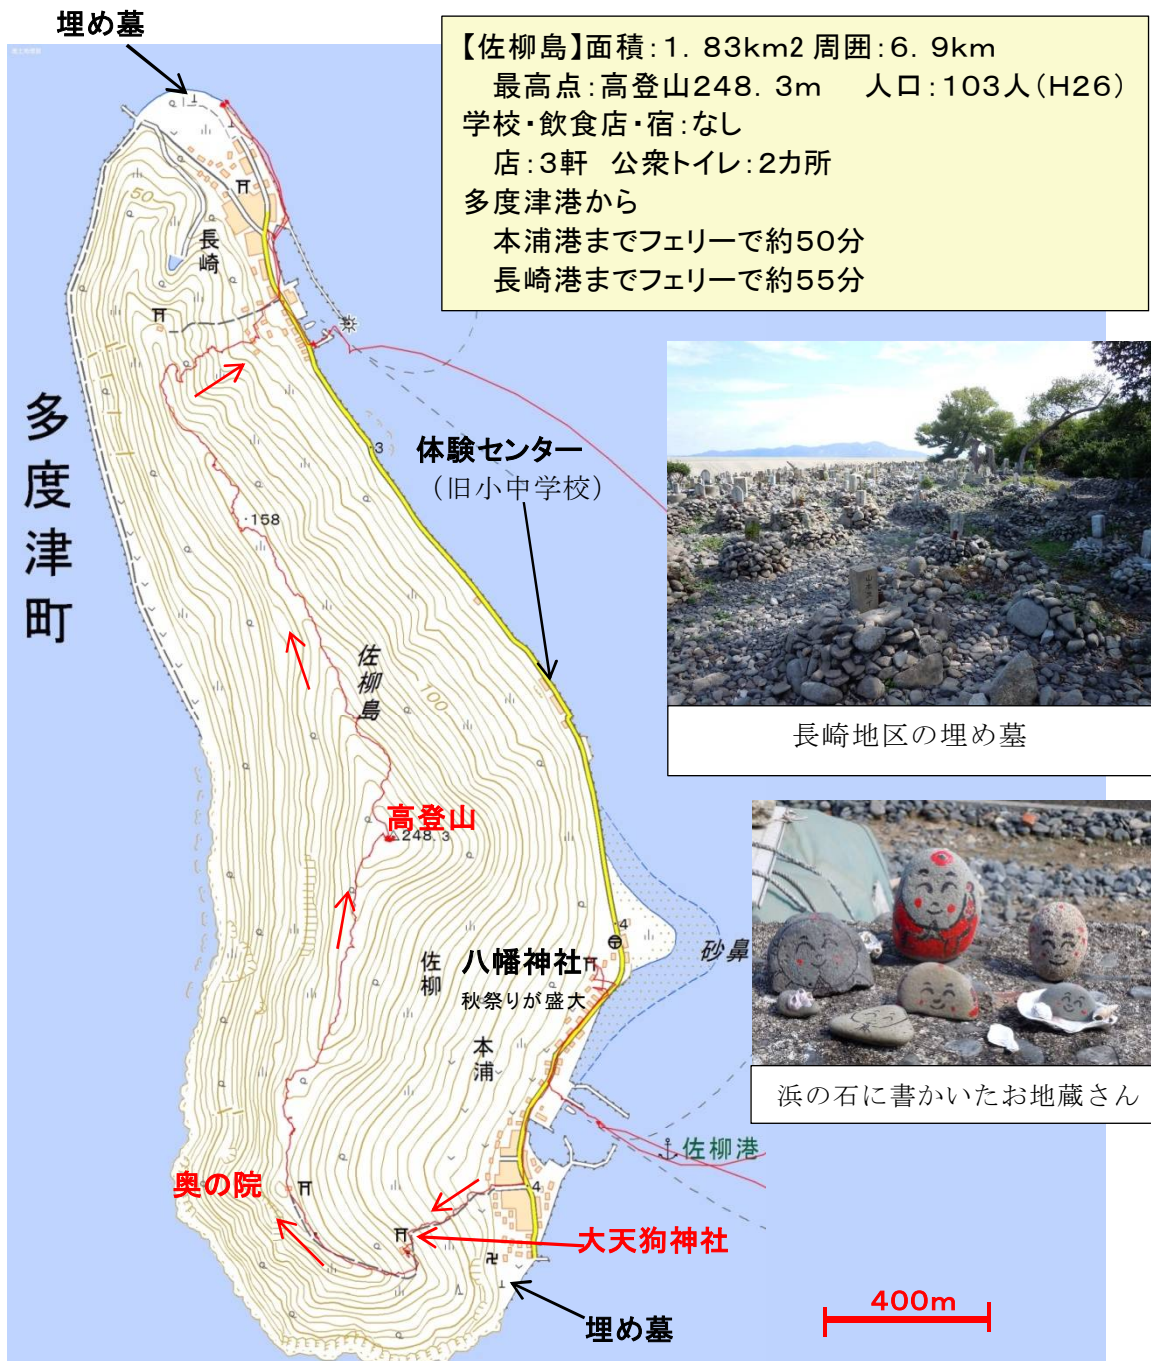 埋め墓
【佐柳島】面積：1．83km2 周囲：6．9km
最高点：高登山248．3m　人口：103人（H26）
学校・飲食店・宿：なし
店：3軒　公衆トイレ：2カ所
多度津港から
本浦港までフェリーで約50分
長崎港までフェリーで約55分
50
長崎
多度津町
3
体験センター
（旧小中学校）
158
佐柳島
100
長崎地区の埋め墓
高登山
248.3
4
八幡神社
秋祭りが盛大
佐柳
本浦
砂鼻
浜の石に書かいたお地蔵さん
佐柳港
奥の院
4
大天狗神社
400m
埋め墓